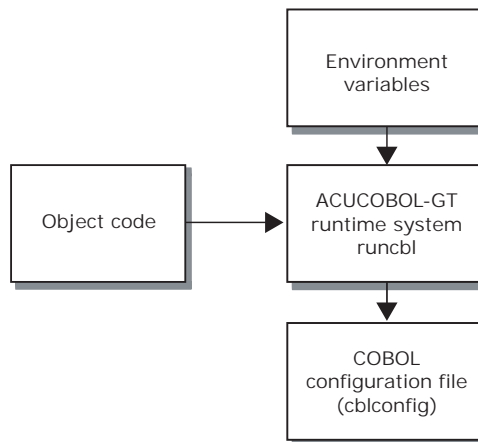 Environment
variables
Object code
ACUCOBOL-GT
runtime system
runcbl
COBOL
configuration file
(cblconfig)